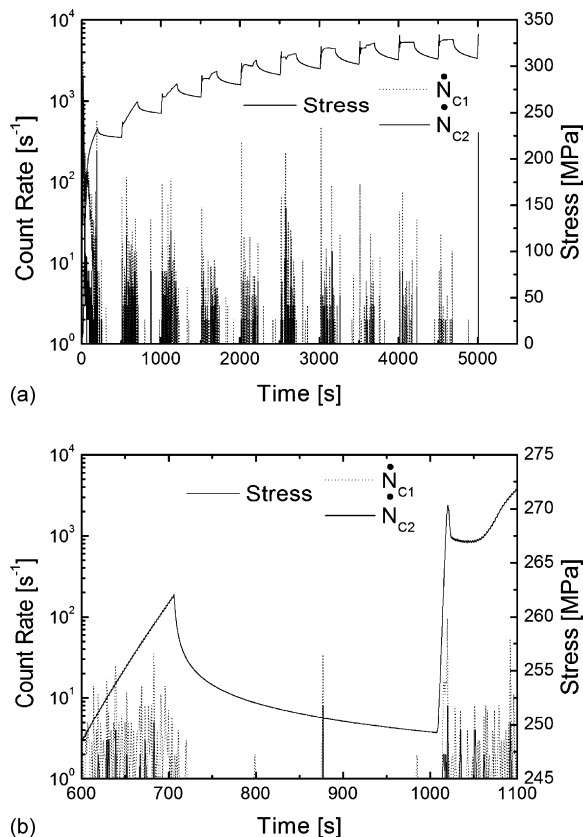 10⁴
10³
10²
10¹
10⁰
Count Rate [s⁻¹]
350
300
250
200
150
100
50
0
Stress [MPa]
Stress
Ṅ_C1
Ṅ_C2
0 1000 2000 3000 4000 5000
Time [s]
(a)
10⁴
10³
10²
10¹
10⁰
Count Rate [s⁻¹]
275
270
265
260
255
250
245
Stress [MPa]
Stress
Ṅ_C1
Ṅ_C2
600 700 800 900 1000 1100
Time [s]
(b)